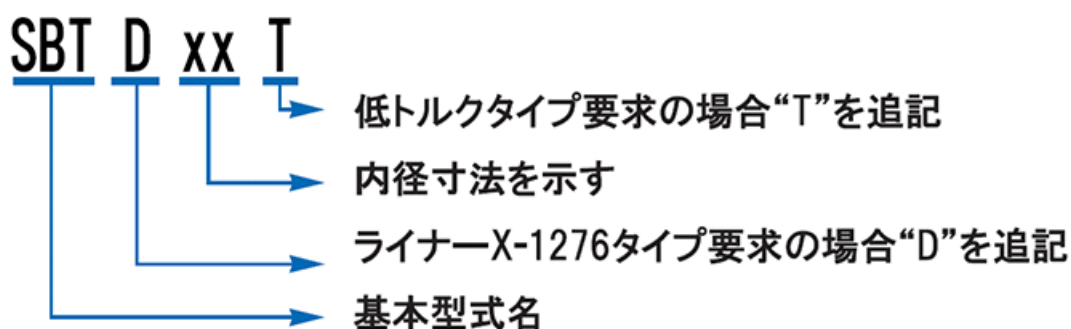 SBT D xx T
低トルクタイプ要求の場合“T”を追記
内径寸法を示す
ライナーX-1276タイプ要求の場合“D”を追記
基本型式名